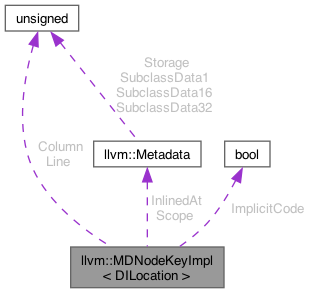 unsigned
Storage
SubclassData1
SubclassData16
SubclassData32
Column
Line
llvm::Metadata
bool
InlinedAt
Scope
ImplicitCode
llvm::MDNodeKeyImpl
< DILocation >